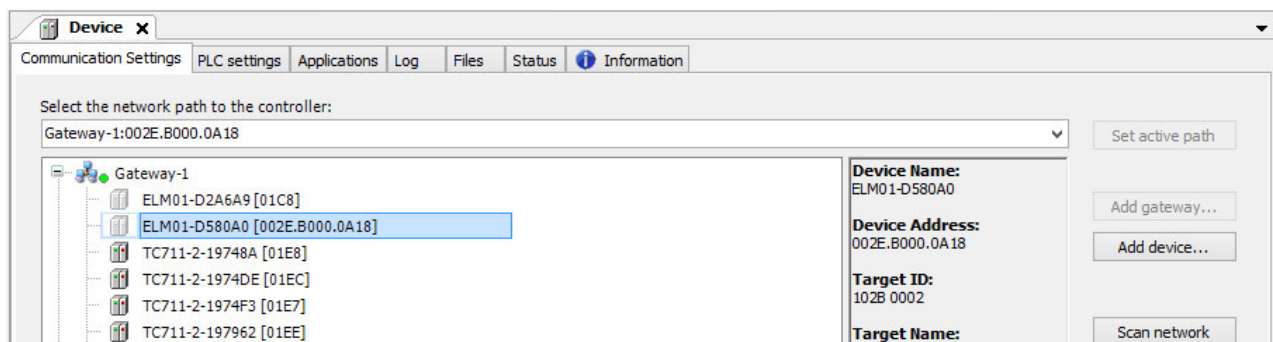 Device
Communication Settings PLC settings Applications Log Files Status Information
Select the network path to the controller:
Gateway-1:002E.B000.0A18
Set active path
Gateway-1
ELM01-D2A6A9 [01C8]
ELM01-D580A0 [002E.B000.0A18]
TC711-2-19748A [01E8]
TC711-2-1974DE [01EC]
TC711-2-1974F3 [01E7]
TC711-2-197962 [01EE]
Device Name:
ELM01-D580A0
Device Address:
002E.B000.0A18
Target ID:
102B 0002
Target Name:
Add gateway...
Add device...
Scan network